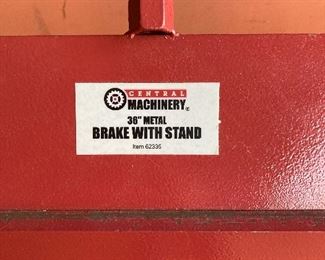 CENTRAL
MACHINERY
36" METAL
BRAKE WITH STAND
Item 62335